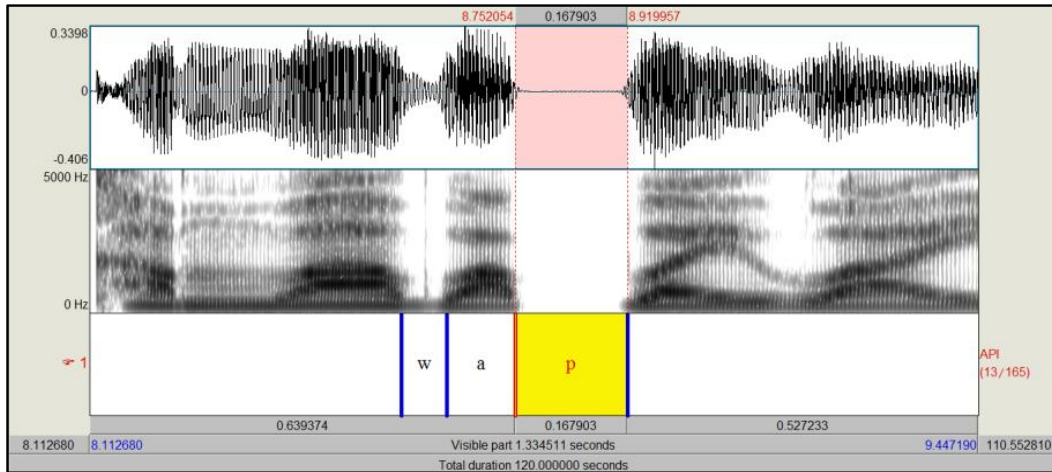 8.752054 0.167903 8.919957
0.3398
0
-0.406
5000 Hz
0 Hz
☞ 1 w a p API
(13/165)
0.639374 0.167903 0.527233
8.112680 8.112680 Visible part 1.334511 seconds 9.447190 110.552810
Total duration 120.000000 seconds